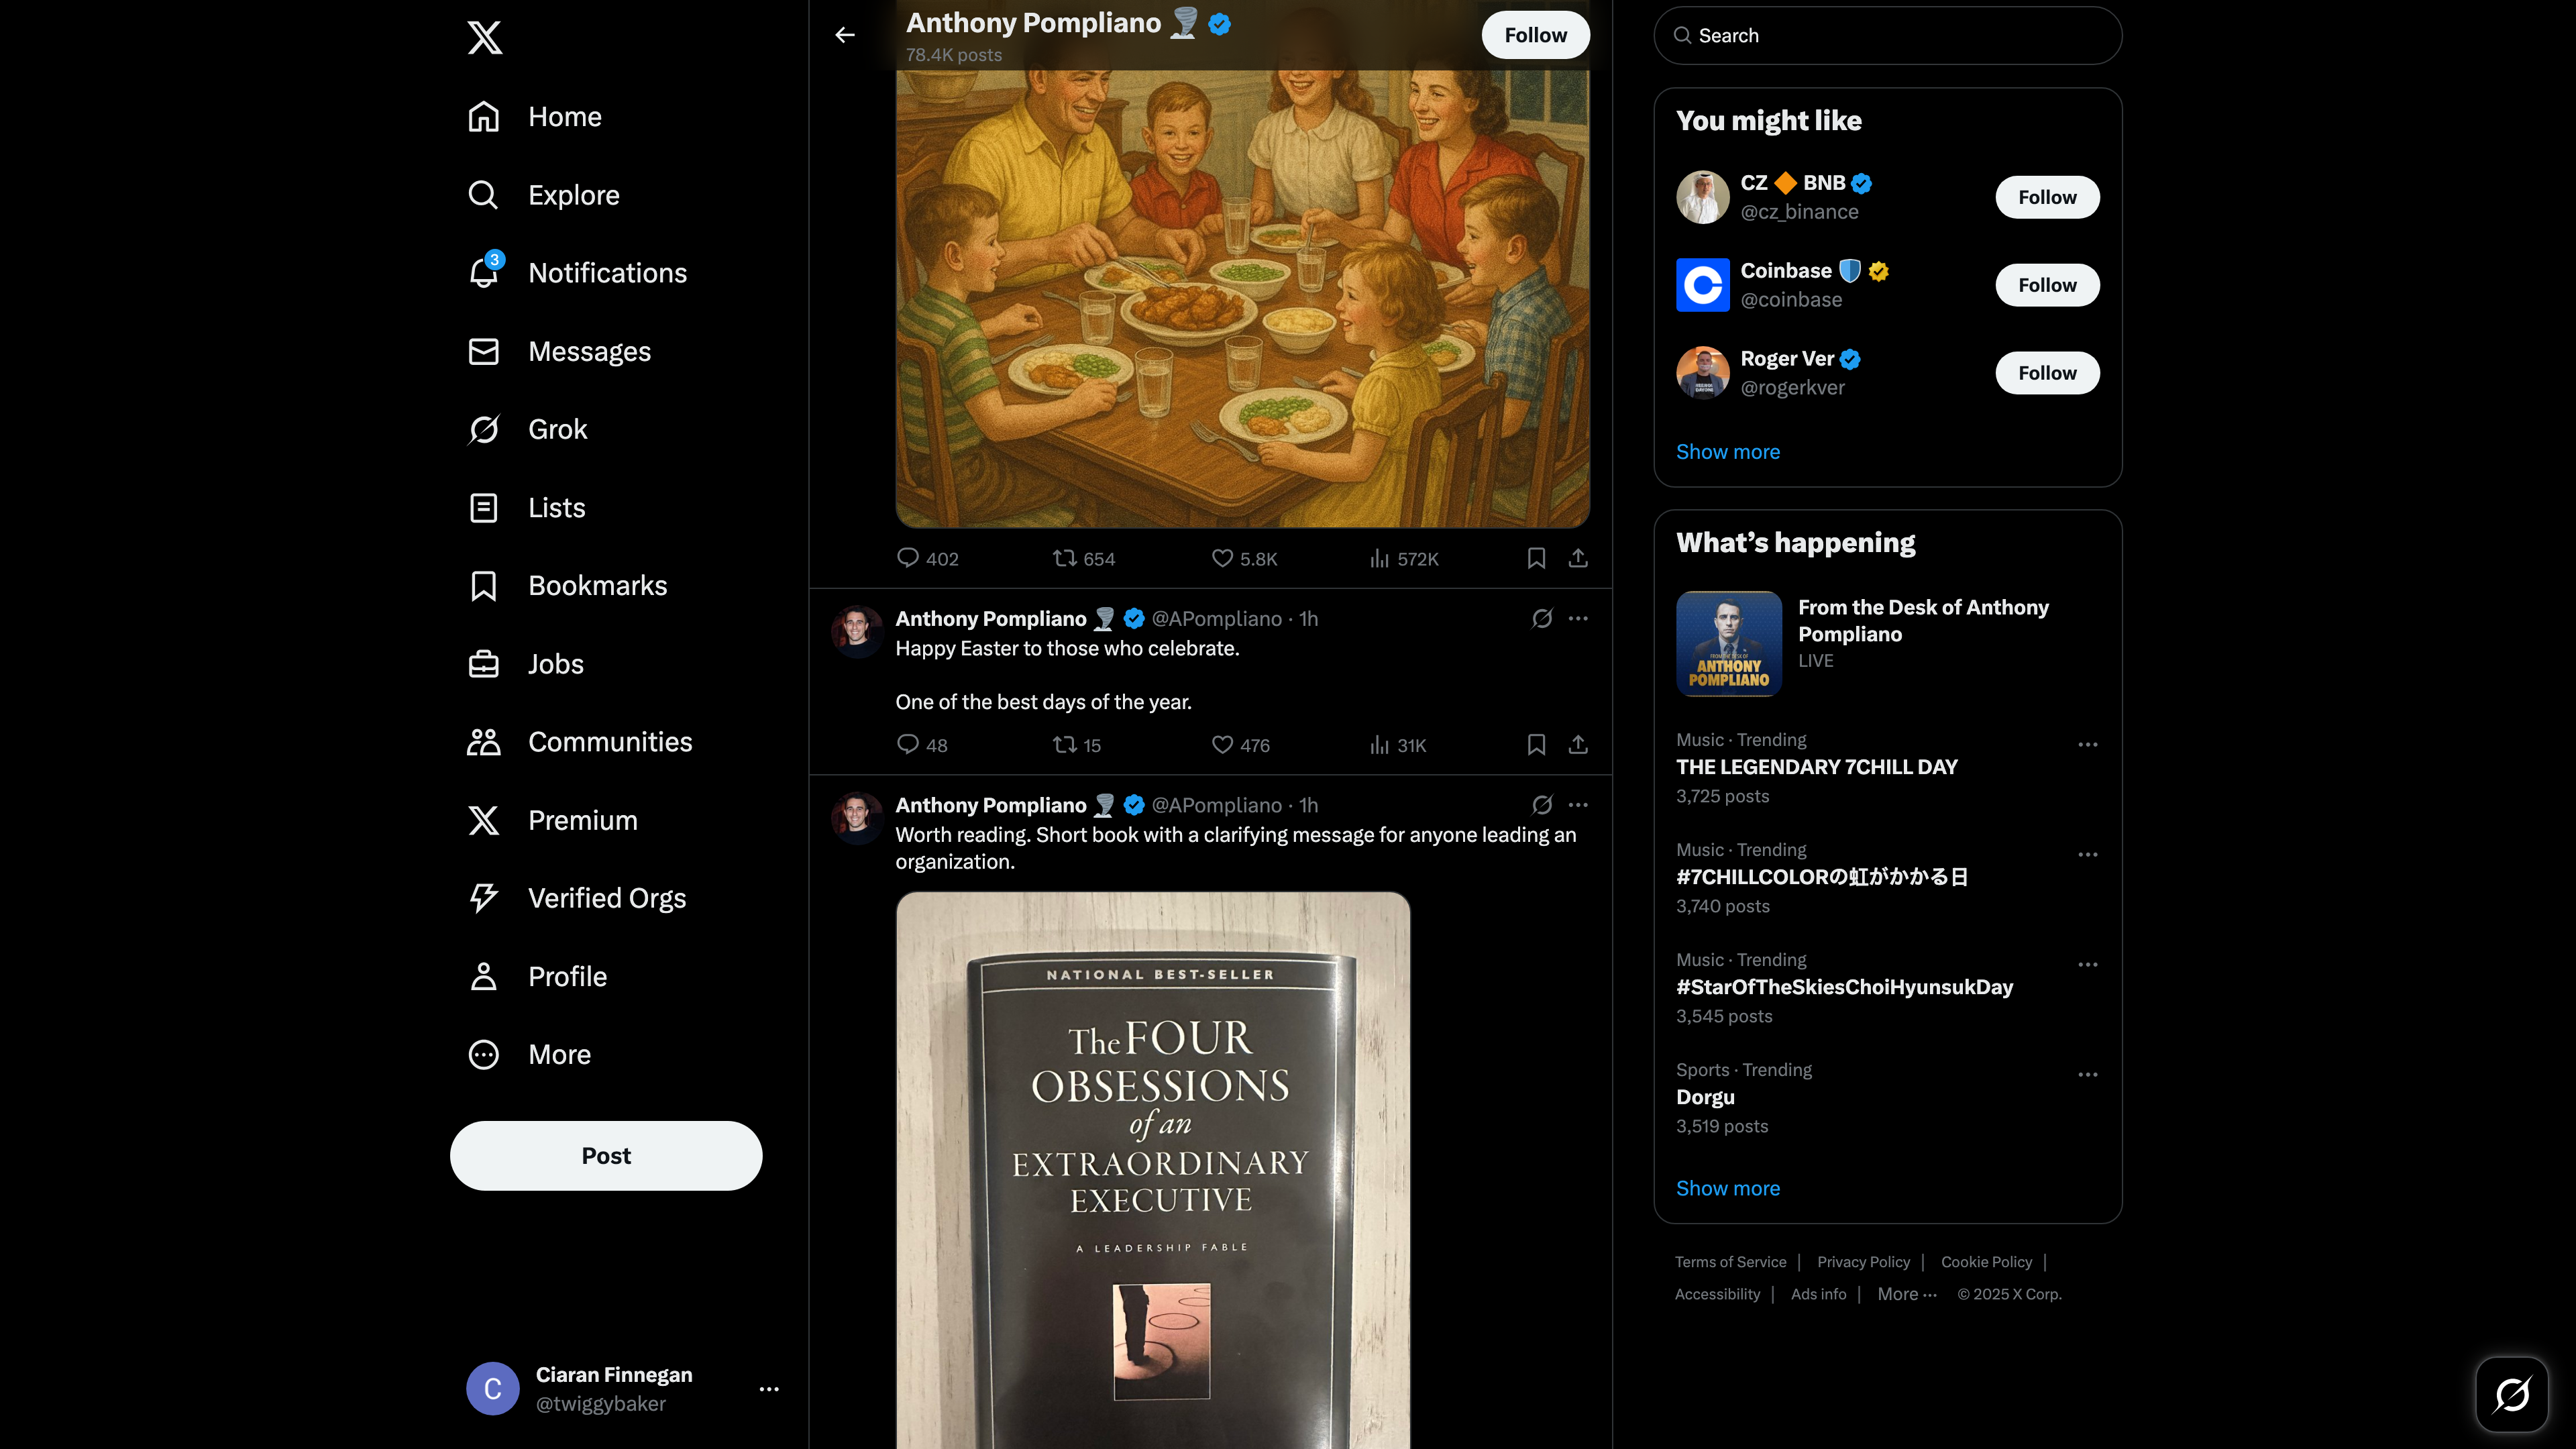 Home
Explore
3
Notifications
Messages
Grok
Lists
Bookmarks
Jobs
Communities
Premium
Verified Orgs
Profile
More
Post
C
Ciaran Finnegan
@twiggybaker
Anthony Pompliano 🌪
78.4K posts
Follow
402 654 5.8K 572K
Anthony Pompliano 🌪 @APompliano · 1h
Happy Easter to those who celebrate.
One of the best days of the year.
48 15 476 31K
Anthony Pompliano 🌪 @APompliano · 1h
Worth reading. Short book with a clarifying message for anyone leading an
organization.
NATIONAL BEST-SELLER
The FOUR
OBSESSIONS
of an
EXTRAORDINARY
EXECUTIVE
A LEADERSHIP FABLE
Search
You might like
CZ 🔶 BNB
@cz_binance
Follow
Coinbase 🛡️
@coinbase
Follow
Roger Ver
@rogerkver
Follow
Show more
What’s happening
FROM THE DESK OF
ANTHONY
POMPLIANO
From the Desk of Anthony
Pompliano
LIVE
Music · Trending
THE LEGENDARY 7CHILL DAY
3,725 posts
Music · Trending
#7CHILLCOLORの虹がかかる日
3,740 posts
Music · Trending
#StarOfTheSkiesChoiHyunsukDay
3,545 posts
Sports · Trending
Dorgu
3,519 posts
Show more
Terms of Service | Privacy Policy | Cookie Policy |
Accessibility | Ads info | More ··· © 2025 X Corp.